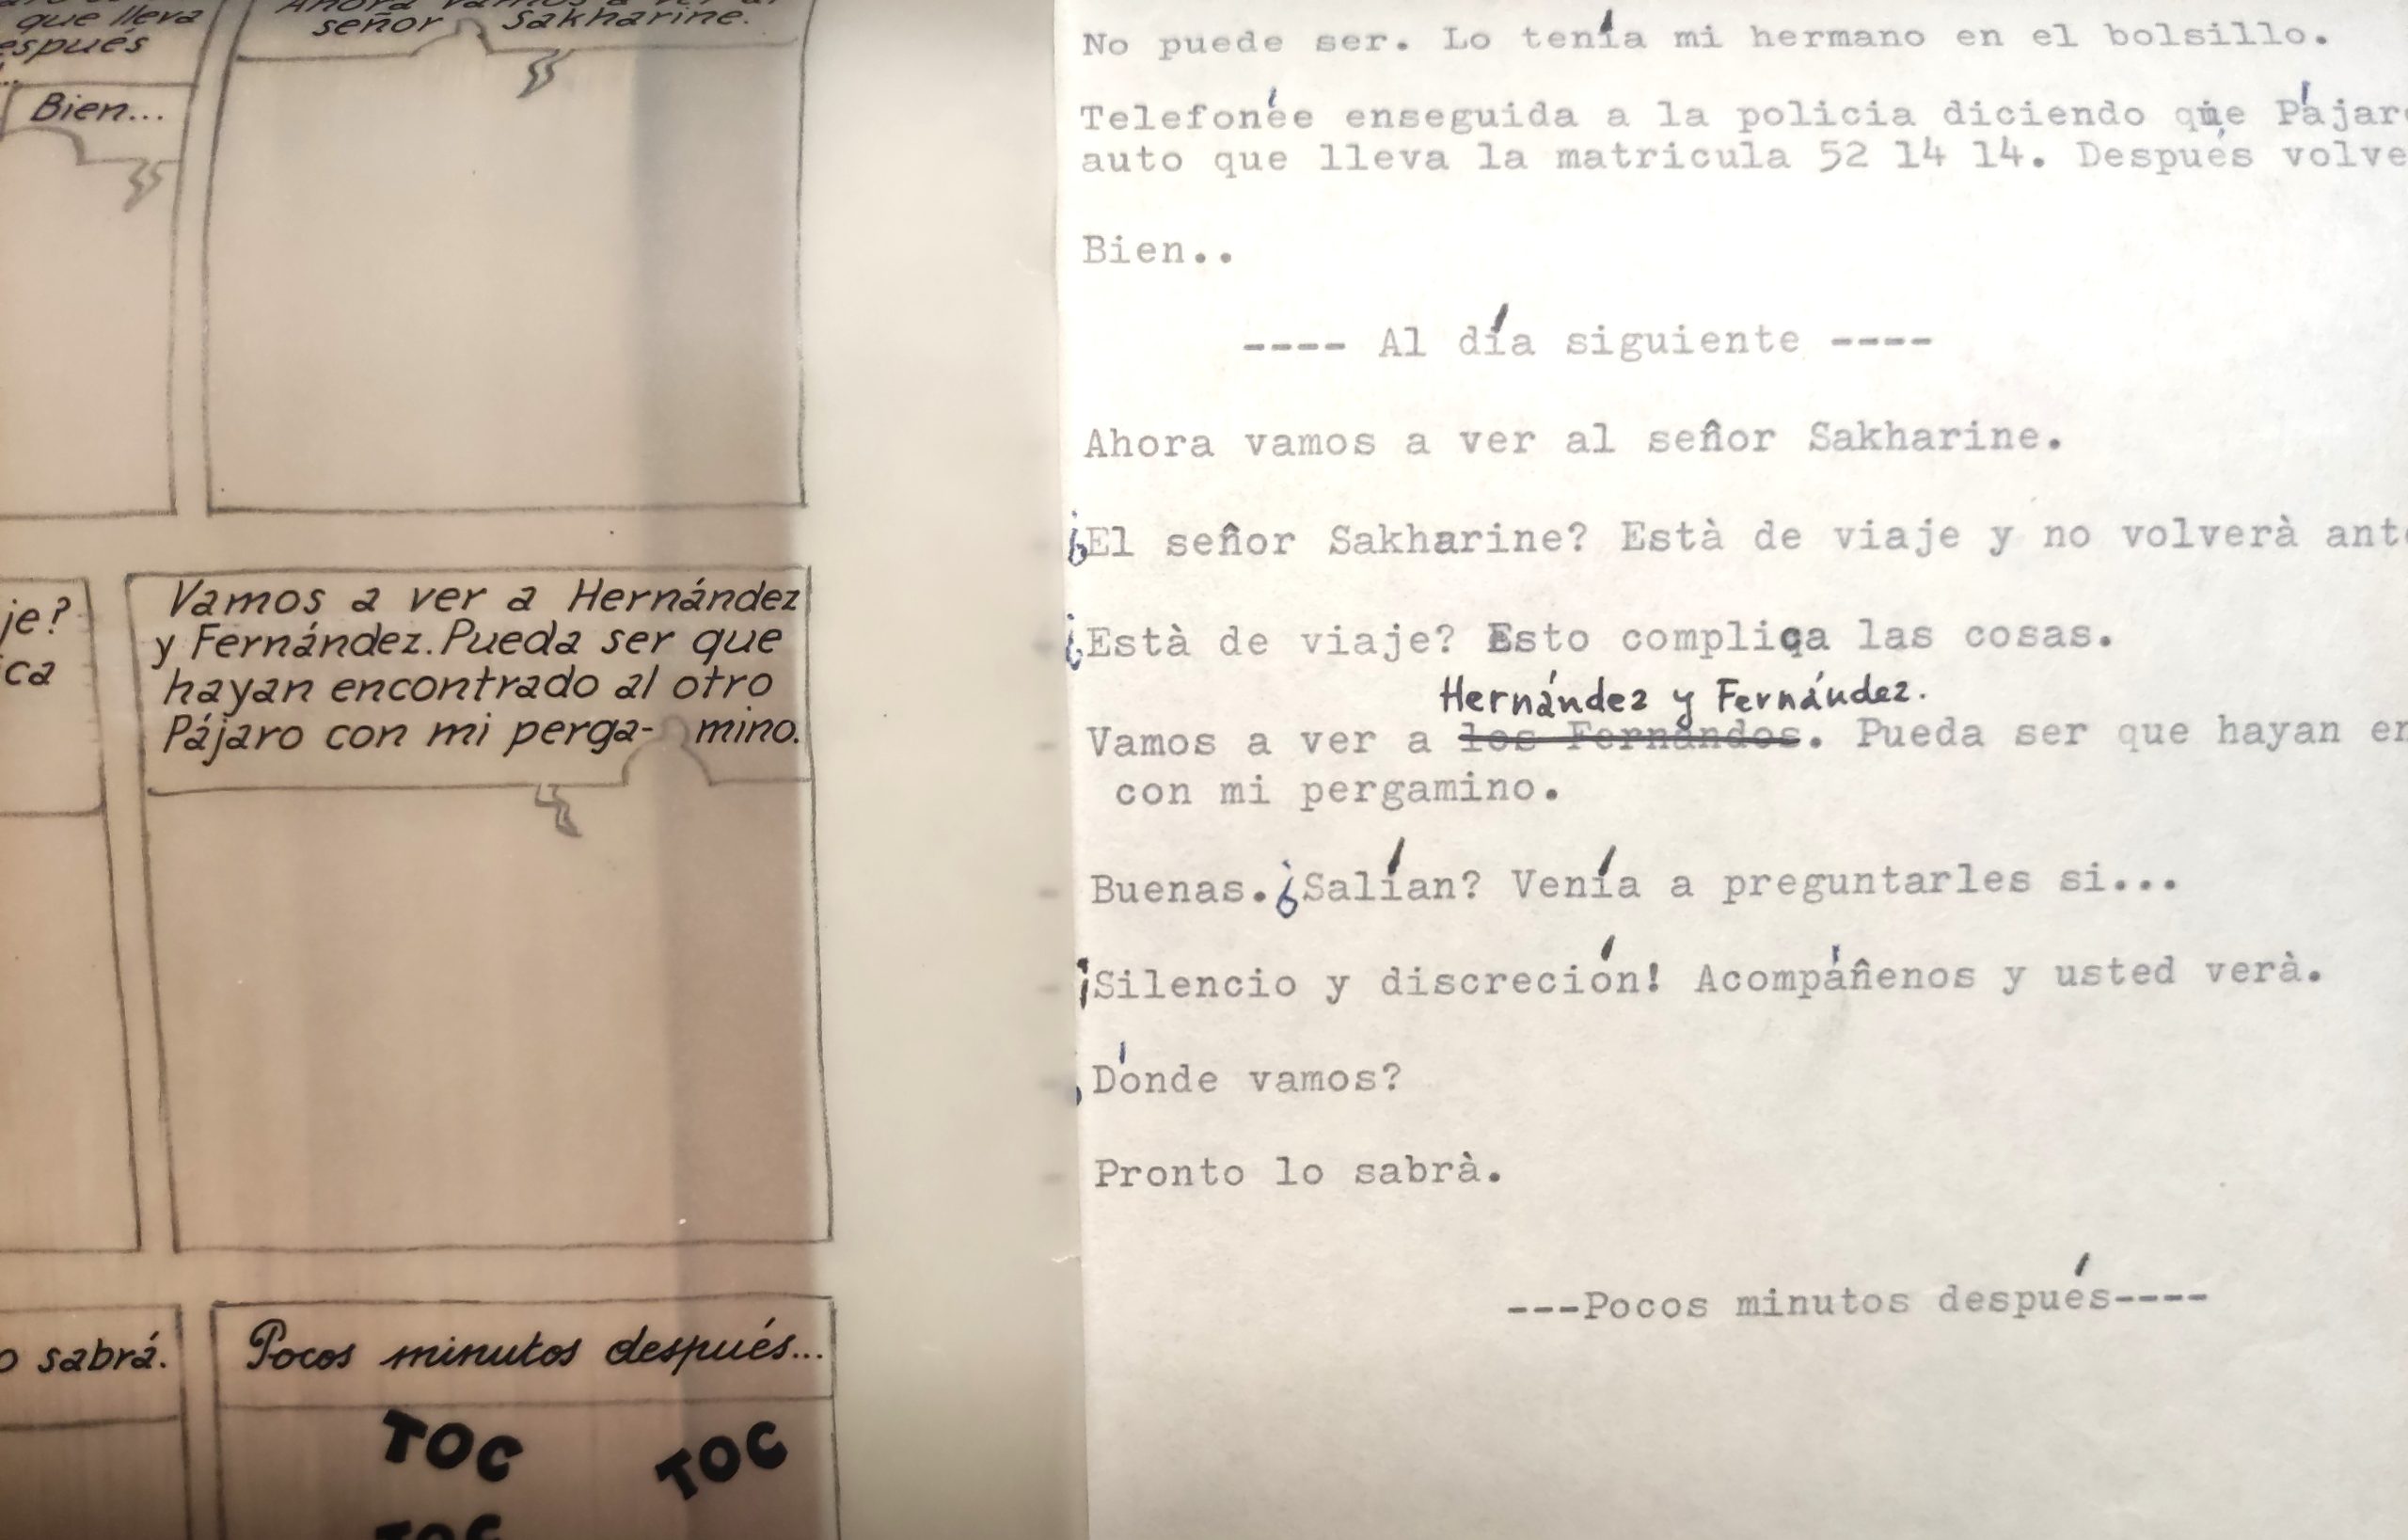 que lleva
después
Bien...
señor Sakharine.
je?
ca
Vamos a ver a Hernández
y Fernández. Pueda ser que
hayan encontrado al otro
Pájaro con mi perga- mino.
o sabrá.
Pocos minutos después...
TOC TOC
TOC
No puede ser. Lo tenía mi hermano en el bolsillo.
Telefonée enseguida a la policia diciendo que Pájar
auto que lleva la matricula 52 14 14. Después volve
Bien..
---- Al día siguiente ----
Ahora vamos a ver al señor Sakharine.
¿El señor Sakharine? Està de viaje y no volverà ant
¿Està de viaje? Esto complica las cosas.
Hernández y Fernández.
Vamos a ver a los Fernandos. Pueda ser que hayan en
con mi pergamino.
Buenas.¿Salían? Venía a preguntarles si...
¡Silencio y discreción! Acompáñenos y usted verà.
¿Dónde vamos?
Pronto lo sabrà.
---Pocos minutos después----